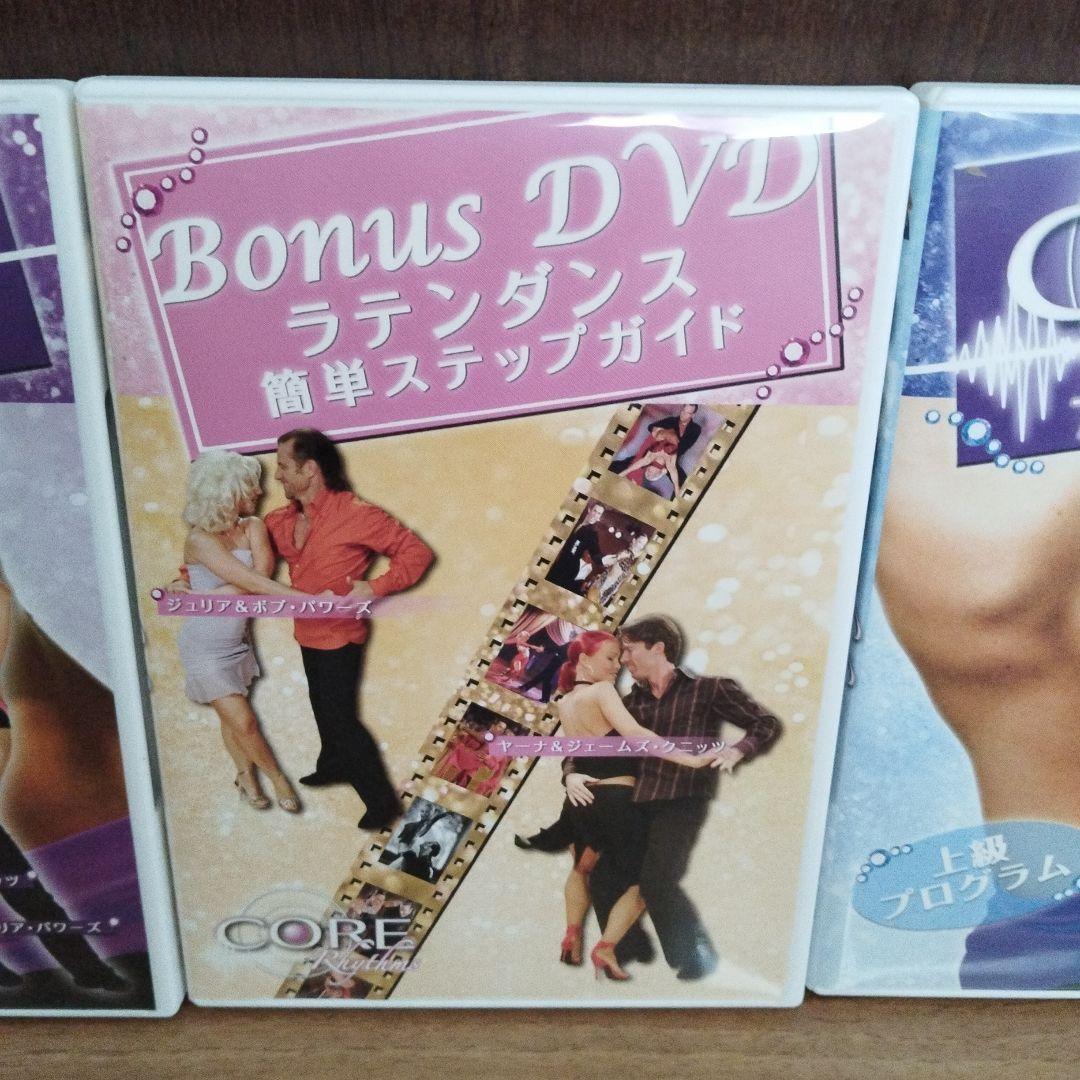 Bonus DVD
ラテンダンス
簡単ステップガイド
ジュリア&ボブ・パワーズ
ヤーナ&ジェームズ・クニッツ
CORE
Rhythms
リア・パワーズ
上級
プログラム